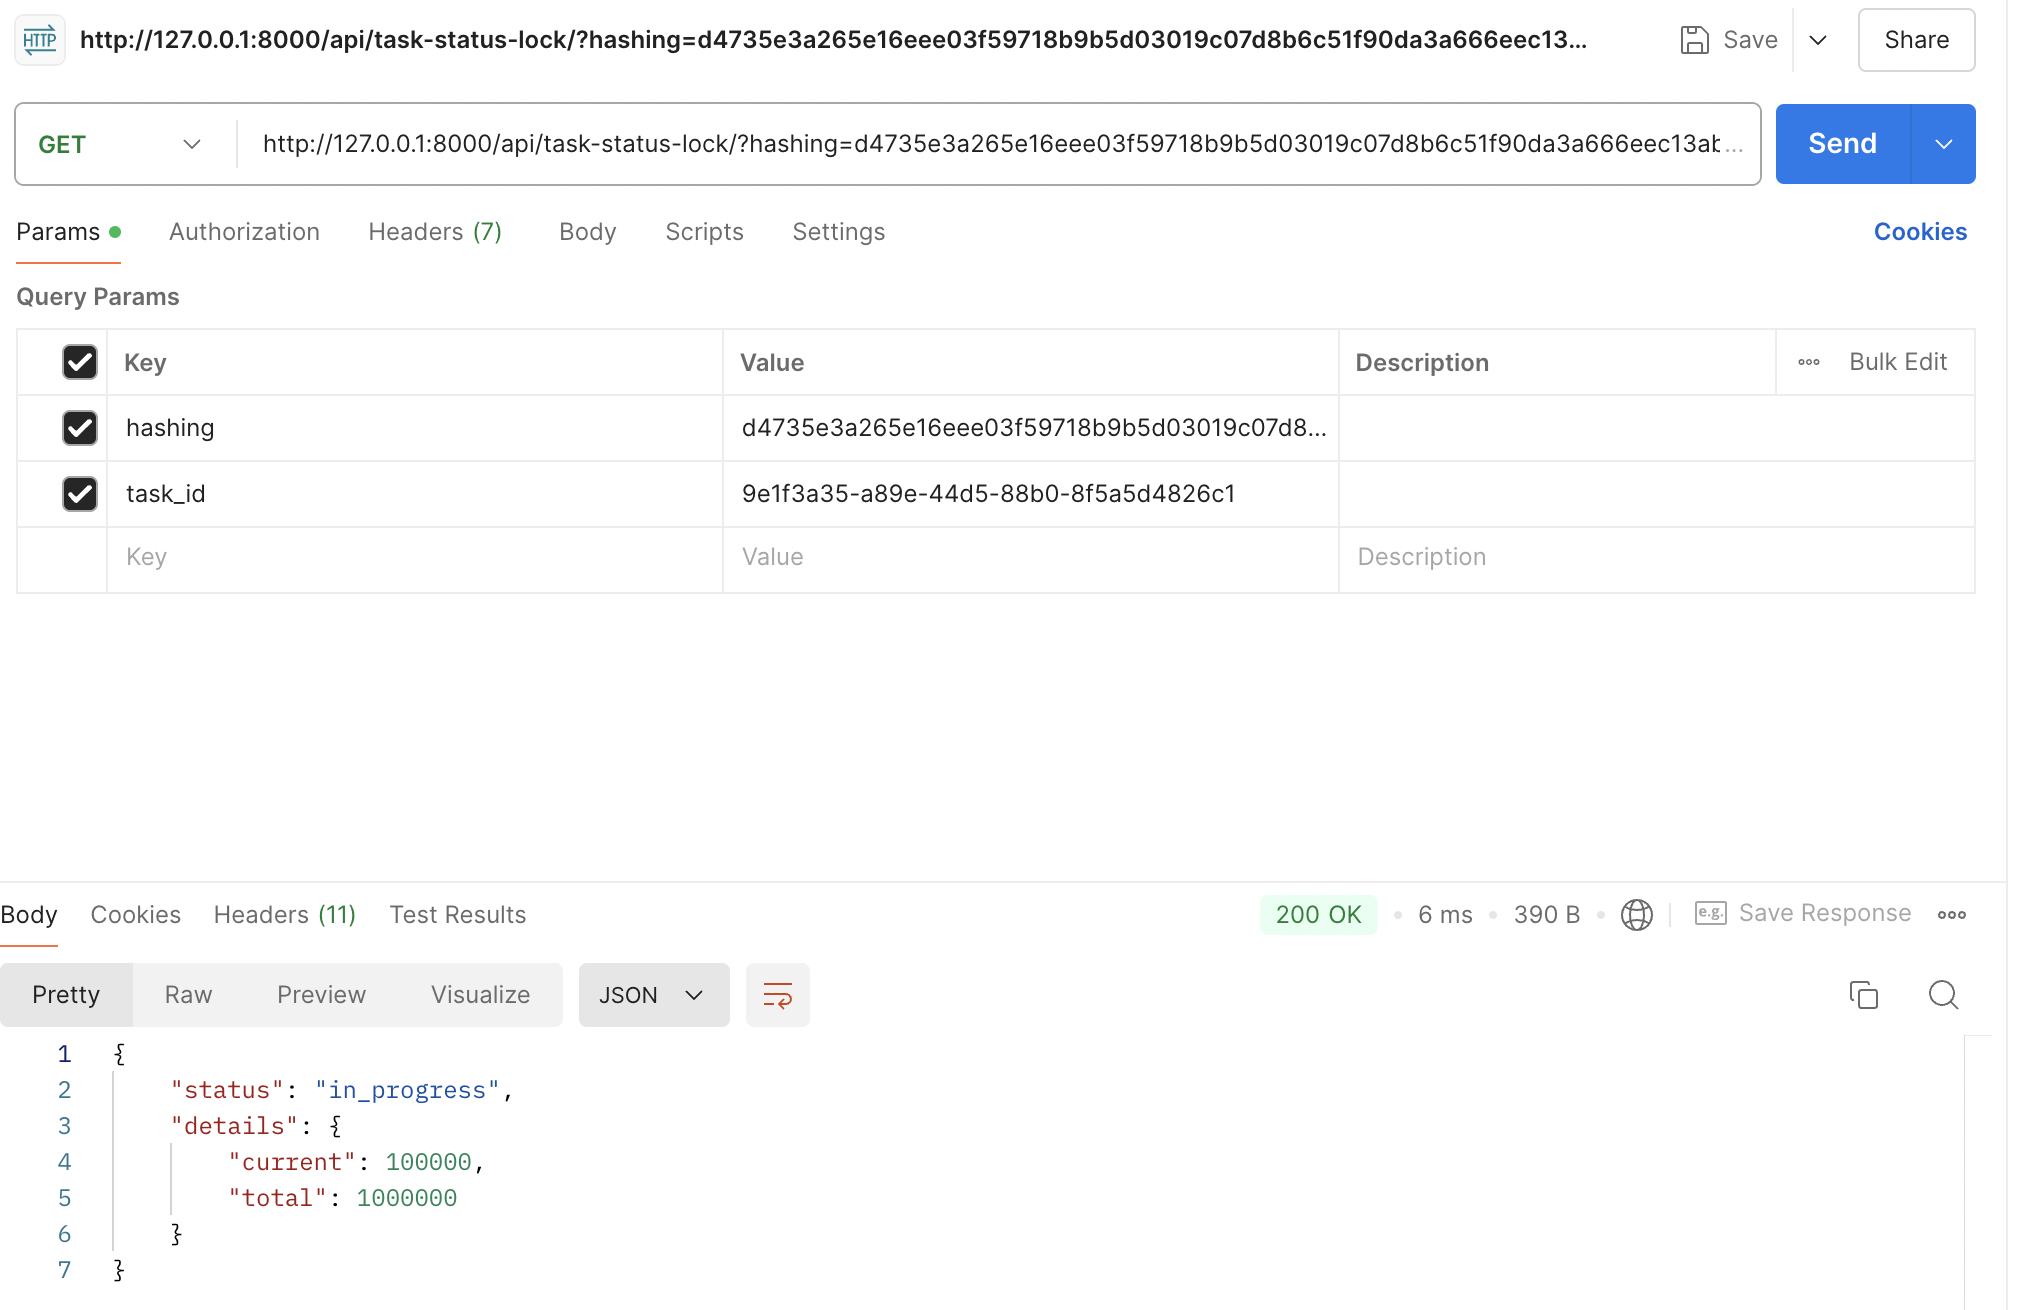 HTTP http://127.0.0.1:8000/api/task-status-lock/?hashing=d4735e3a265e16eee03f59718b9b5d03019c07d8b6c51f90da3a666eec13... Save Share
GET http://127.0.0.1:8000/api/task-status-lock/?hashing=d4735e3a265e16eee03f59718b9b5d03019c07d8b6c51f90da3a666eec13ab... Send
Params Authorization Headers (7) Body Scripts Settings Cookies
Query Params
Key Value Description Bulk Edit
hashing d4735e3a265e16eee03f59718b9b5d03019c07d8...
task_id 9e1f3a35-a89e-44d5-88b0-8f5a5d4826c1
Key Value Description
Body Cookies Headers (11) Test Results 200 OK 6 ms 390 B e.g. Save Response
Pretty Raw Preview Visualize JSON
1 {
2 "status": "in_progress",
3 "details": {
4 "current": 100000,
5 "total": 1000000
6 }
7 }